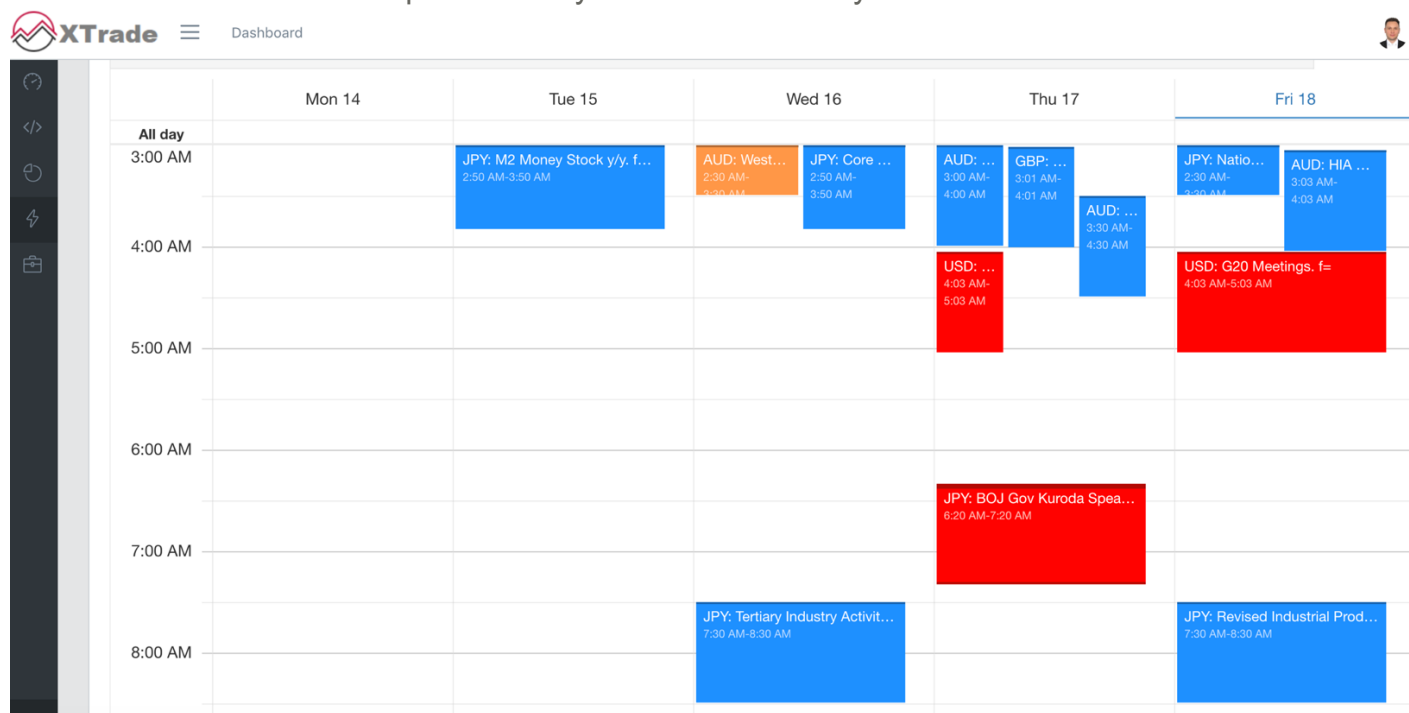 XTrade
Dashboard
Mon 14
Tue 15
Wed 16
Thu 17
Fri 18
All day
3:00 AM
4:00 AM
5:00 AM
6:00 AM
7:00 AM
8:00 AM
JPY: M2 Money Stock y/y. f...
2:50 AM-3:50 AM
AUD: West...
2:30 AM-
3:30 AM
JPY: Core ...
2:50 AM-
3:50 AM
JPY: Tertiary Industry Activit...
7:30 AM-8:30 AM
AUD: ...
3:00 AM-
4:00 AM
GBP: ...
3:01 AM-
4:01 AM
AUD: ...
3:30 AM-
4:30 AM
USD: ...
4:03 AM-
5:03 AM
JPY: BOJ Gov Kuroda Spea...
6:20 AM-7:20 AM
JPY: Natio...
2:30 AM-
3:30 AM
AUD: HIA ...
3:03 AM-
4:03 AM
USD: G20 Meetings. f=
4:03 AM-5:03 AM
JPY: Revised Industrial Prod...
7:30 AM-8:30 AM